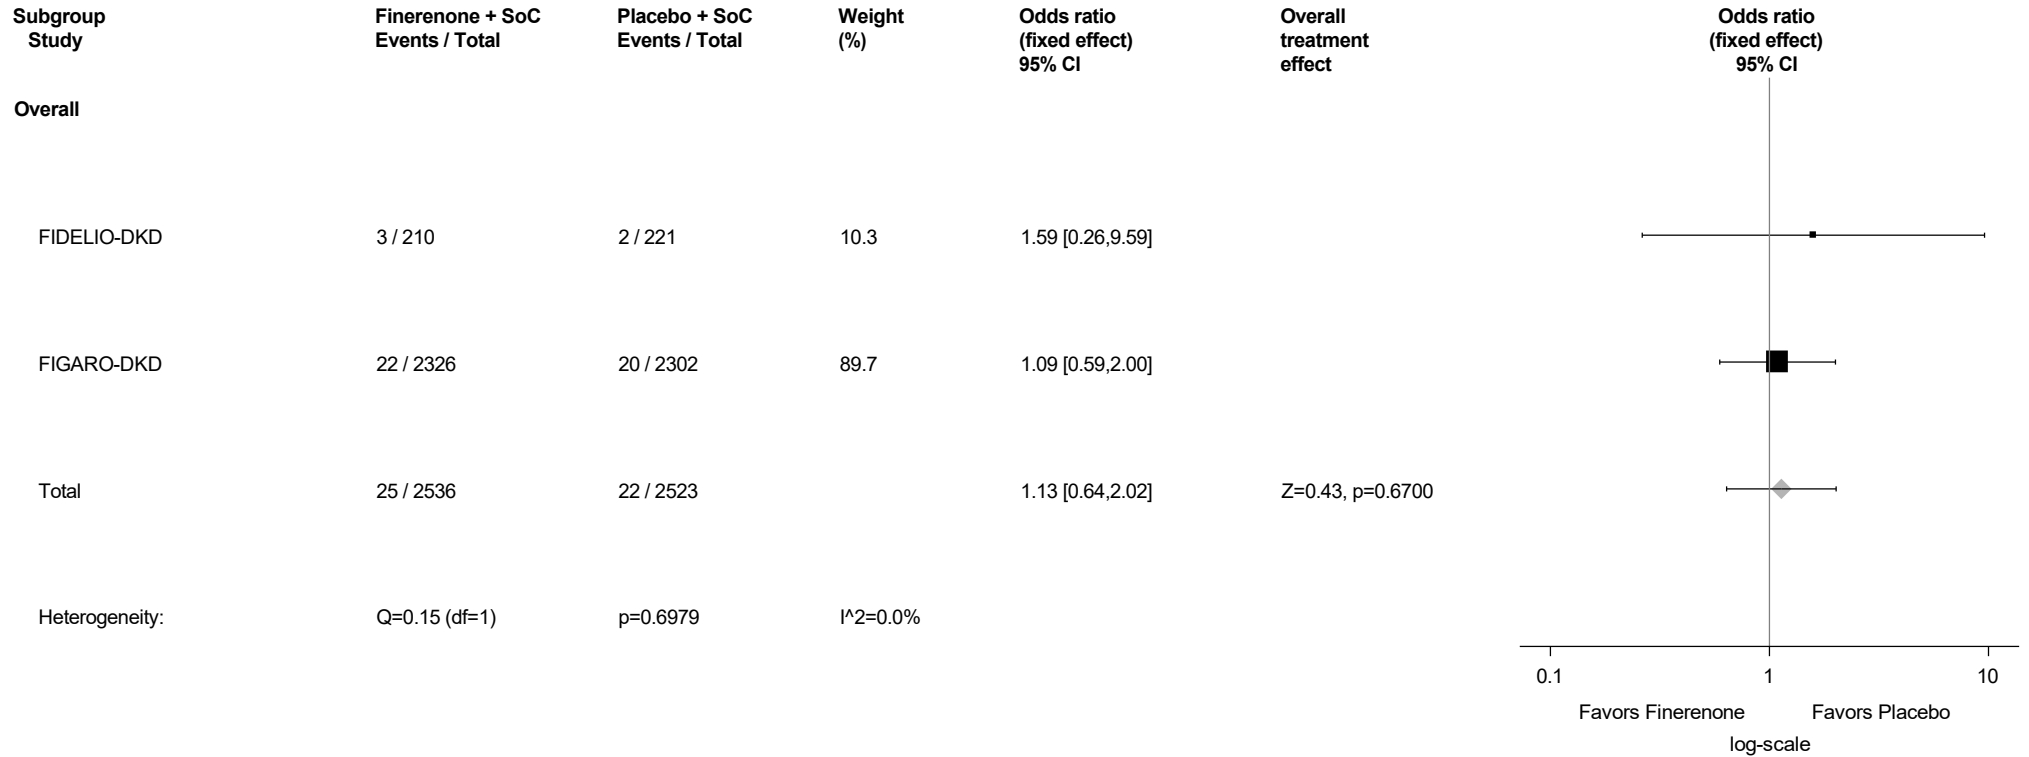 Subgroup Finerenone + SoC Placebo + SoC Weight Odds ratio Overall Odds ratio
Study Events / Total Events / Total (%) (fixed effect) treatment (fixed effect)
95% CI effect 95% CI
Overall
FIDELIO-DKD 3 / 210 2 / 221 10.3 1.59 [0.26,9.59]
FIGARO-DKD 22 / 2326 20 / 2302 89.7 1.09 [0.59,2.00]
Total 25 / 2536 22 / 2523 1.13 [0.64,2.02] Z=0.43, p=0.6700
Heterogeneity: Q=0.15 (df=1) p=0.6979 I^2=0.0%
0.1 1 10
Favors Finerenone Favors Placebo
log-scale